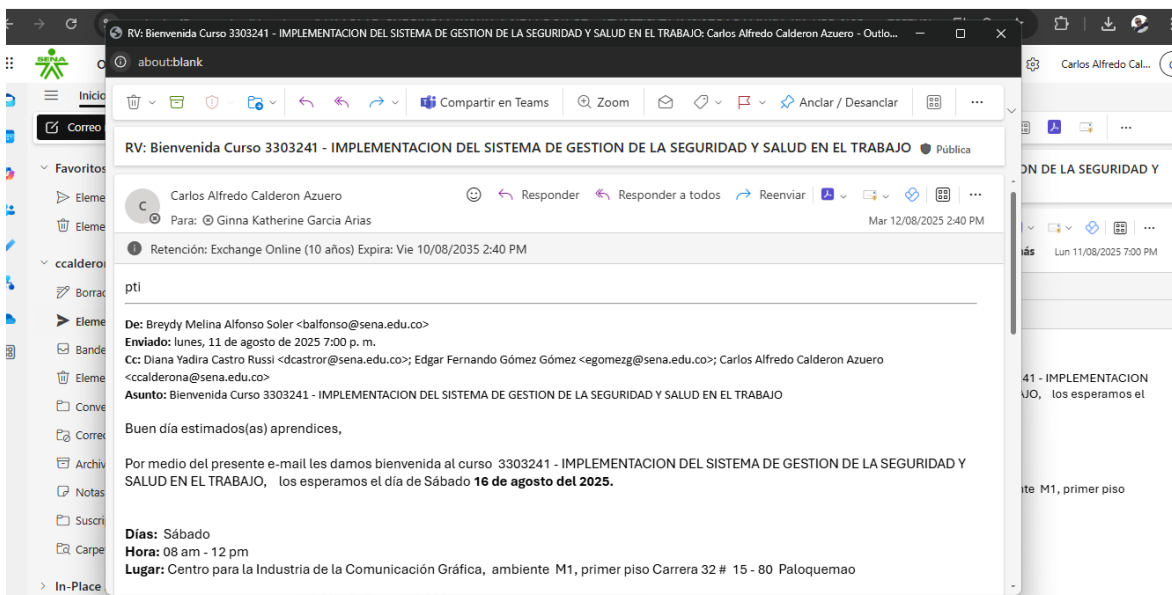 RV: Bienvenida Curso 3303241 - IMPLEMENTACION DEL SISTEMA DE GESTION DE LA SEGURIDAD Y SALUD EN EL TRABAJO: Carlos Alfredo Calderon Azuero - Outlo...
about:blank
SENA
Carlos Alfredo Cal...
Inicio
Correo
Favoritos
Eleme
Eleme
ccaldero
Borrac
Eleme
Bande
Eleme
Conve
Correc
Archiv
Notas
Suscri
Carpe
In-Place
Compartir en Teams
Zoom
Anclar / Desanclar
RV: Bienvenida Curso 3303241 - IMPLEMENTACION DEL SISTEMA DE GESTION DE LA SEGURIDAD Y SALUD EN EL TRABAJO Pública
C
Carlos Alfredo Calderon Azuero
Responder Responder a todos Reenviar
Para: Ginna Katherine Garcia Arias
Mar 12/08/2025 2:40 PM
Retención: Exchange Online (10 años) Expira: Vie 10/08/2035 2:40 PM
pti
De: Breydy Melina Alfonso Soler <balfonso@sena.edu.co>
Enviado: lunes, 11 de agosto de 2025 7:00 p. m.
Cc: Diana Yadira Castro Russi <dcastror@sena.edu.co>; Edgar Fernando Gómez Gómez <egomezg@sena.edu.co>; Carlos Alfredo Calderon Azuero
<ccalderona@sena.edu.co>
Asunto: Bienvenida Curso 3303241 - IMPLEMENTACION DEL SISTEMA DE GESTION DE LA SEGURIDAD Y SALUD EN EL TRABAJO
Buen día estimados(as) aprendices,
Por medio del presente e-mail les damos bienvenida al curso 3303241 - IMPLEMENTACION DEL SISTEMA DE GESTION DE LA SEGURIDAD Y
SALUD EN EL TRABAJO, los esperamos el día de Sábado 16 de agosto del 2025.
Días: Sábado
Hora: 08 am - 12 pm
Lugar: Centro para la Industria de la Comunicación Gráfica, ambiente M1, primer piso Carrera 32 # 15 - 80 Paloquemao
ON DE LA SEGURIDAD Y
ás Lun 11/08/2025 7:00 PM
41 - IMPLEMENTACION
JO, los esperamos el
te M1, primer piso